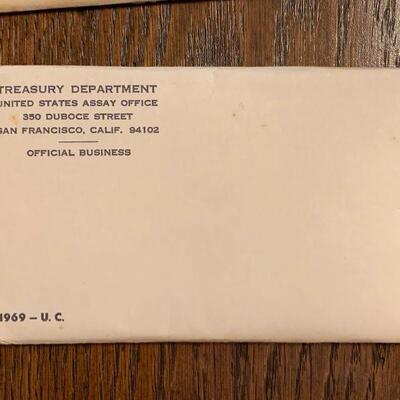 TREASURY DEPARTMENT
UNITED STATES ASSAY OFFICE
350 DUBOCE STREET
SAN FRANCISCO, CALIF. 94102
OFFICIAL BUSINESS
1969 – U. C.